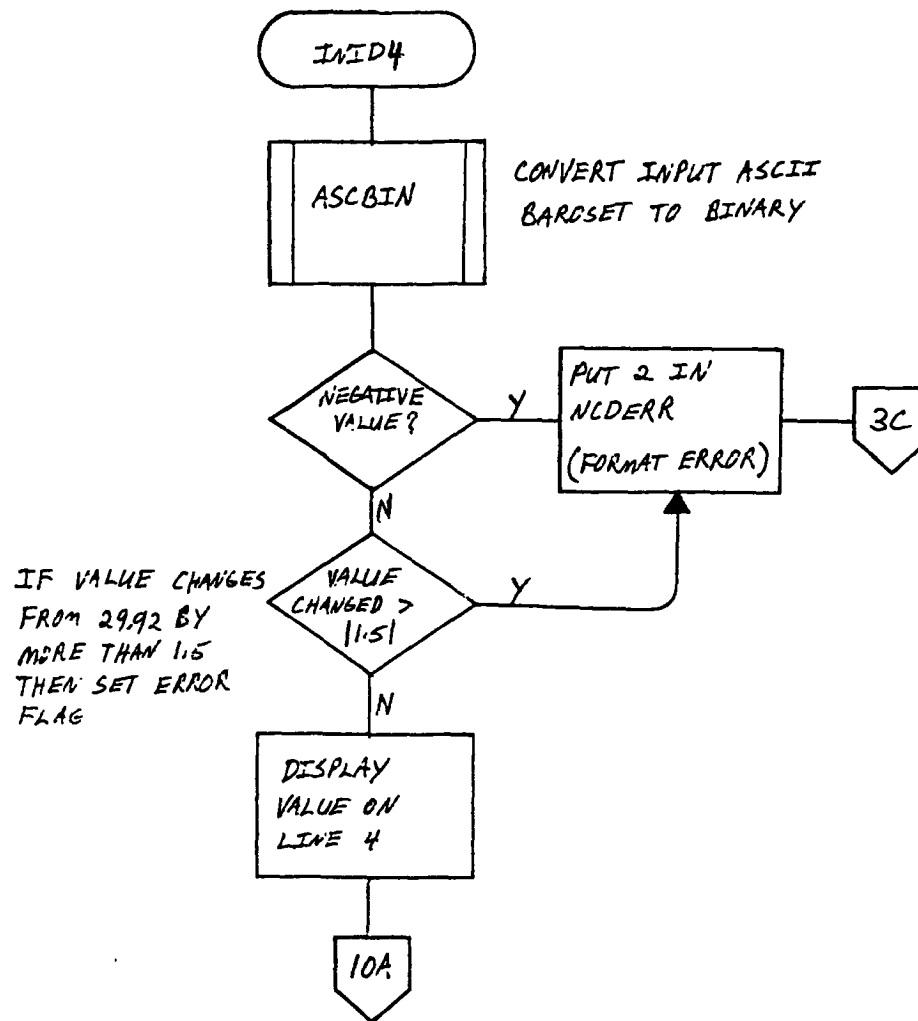 INID4
ASCBIN
CONVERT INPUT ASCII
BAROSET TO BINARY
NEGATIVE
VALUE?
Y
PUT 2 IN
NCDERR
(FORMAT ERROR)
3C
N
IF VALUE CHANGES
FROM 29.92 BY
MORE THAN 1.5
THEN SET ERROR
FLAG
VALUE
CHANGED >
|1.5|
Y
N
DISPLAY
VALUE ON
LINE 4
10A